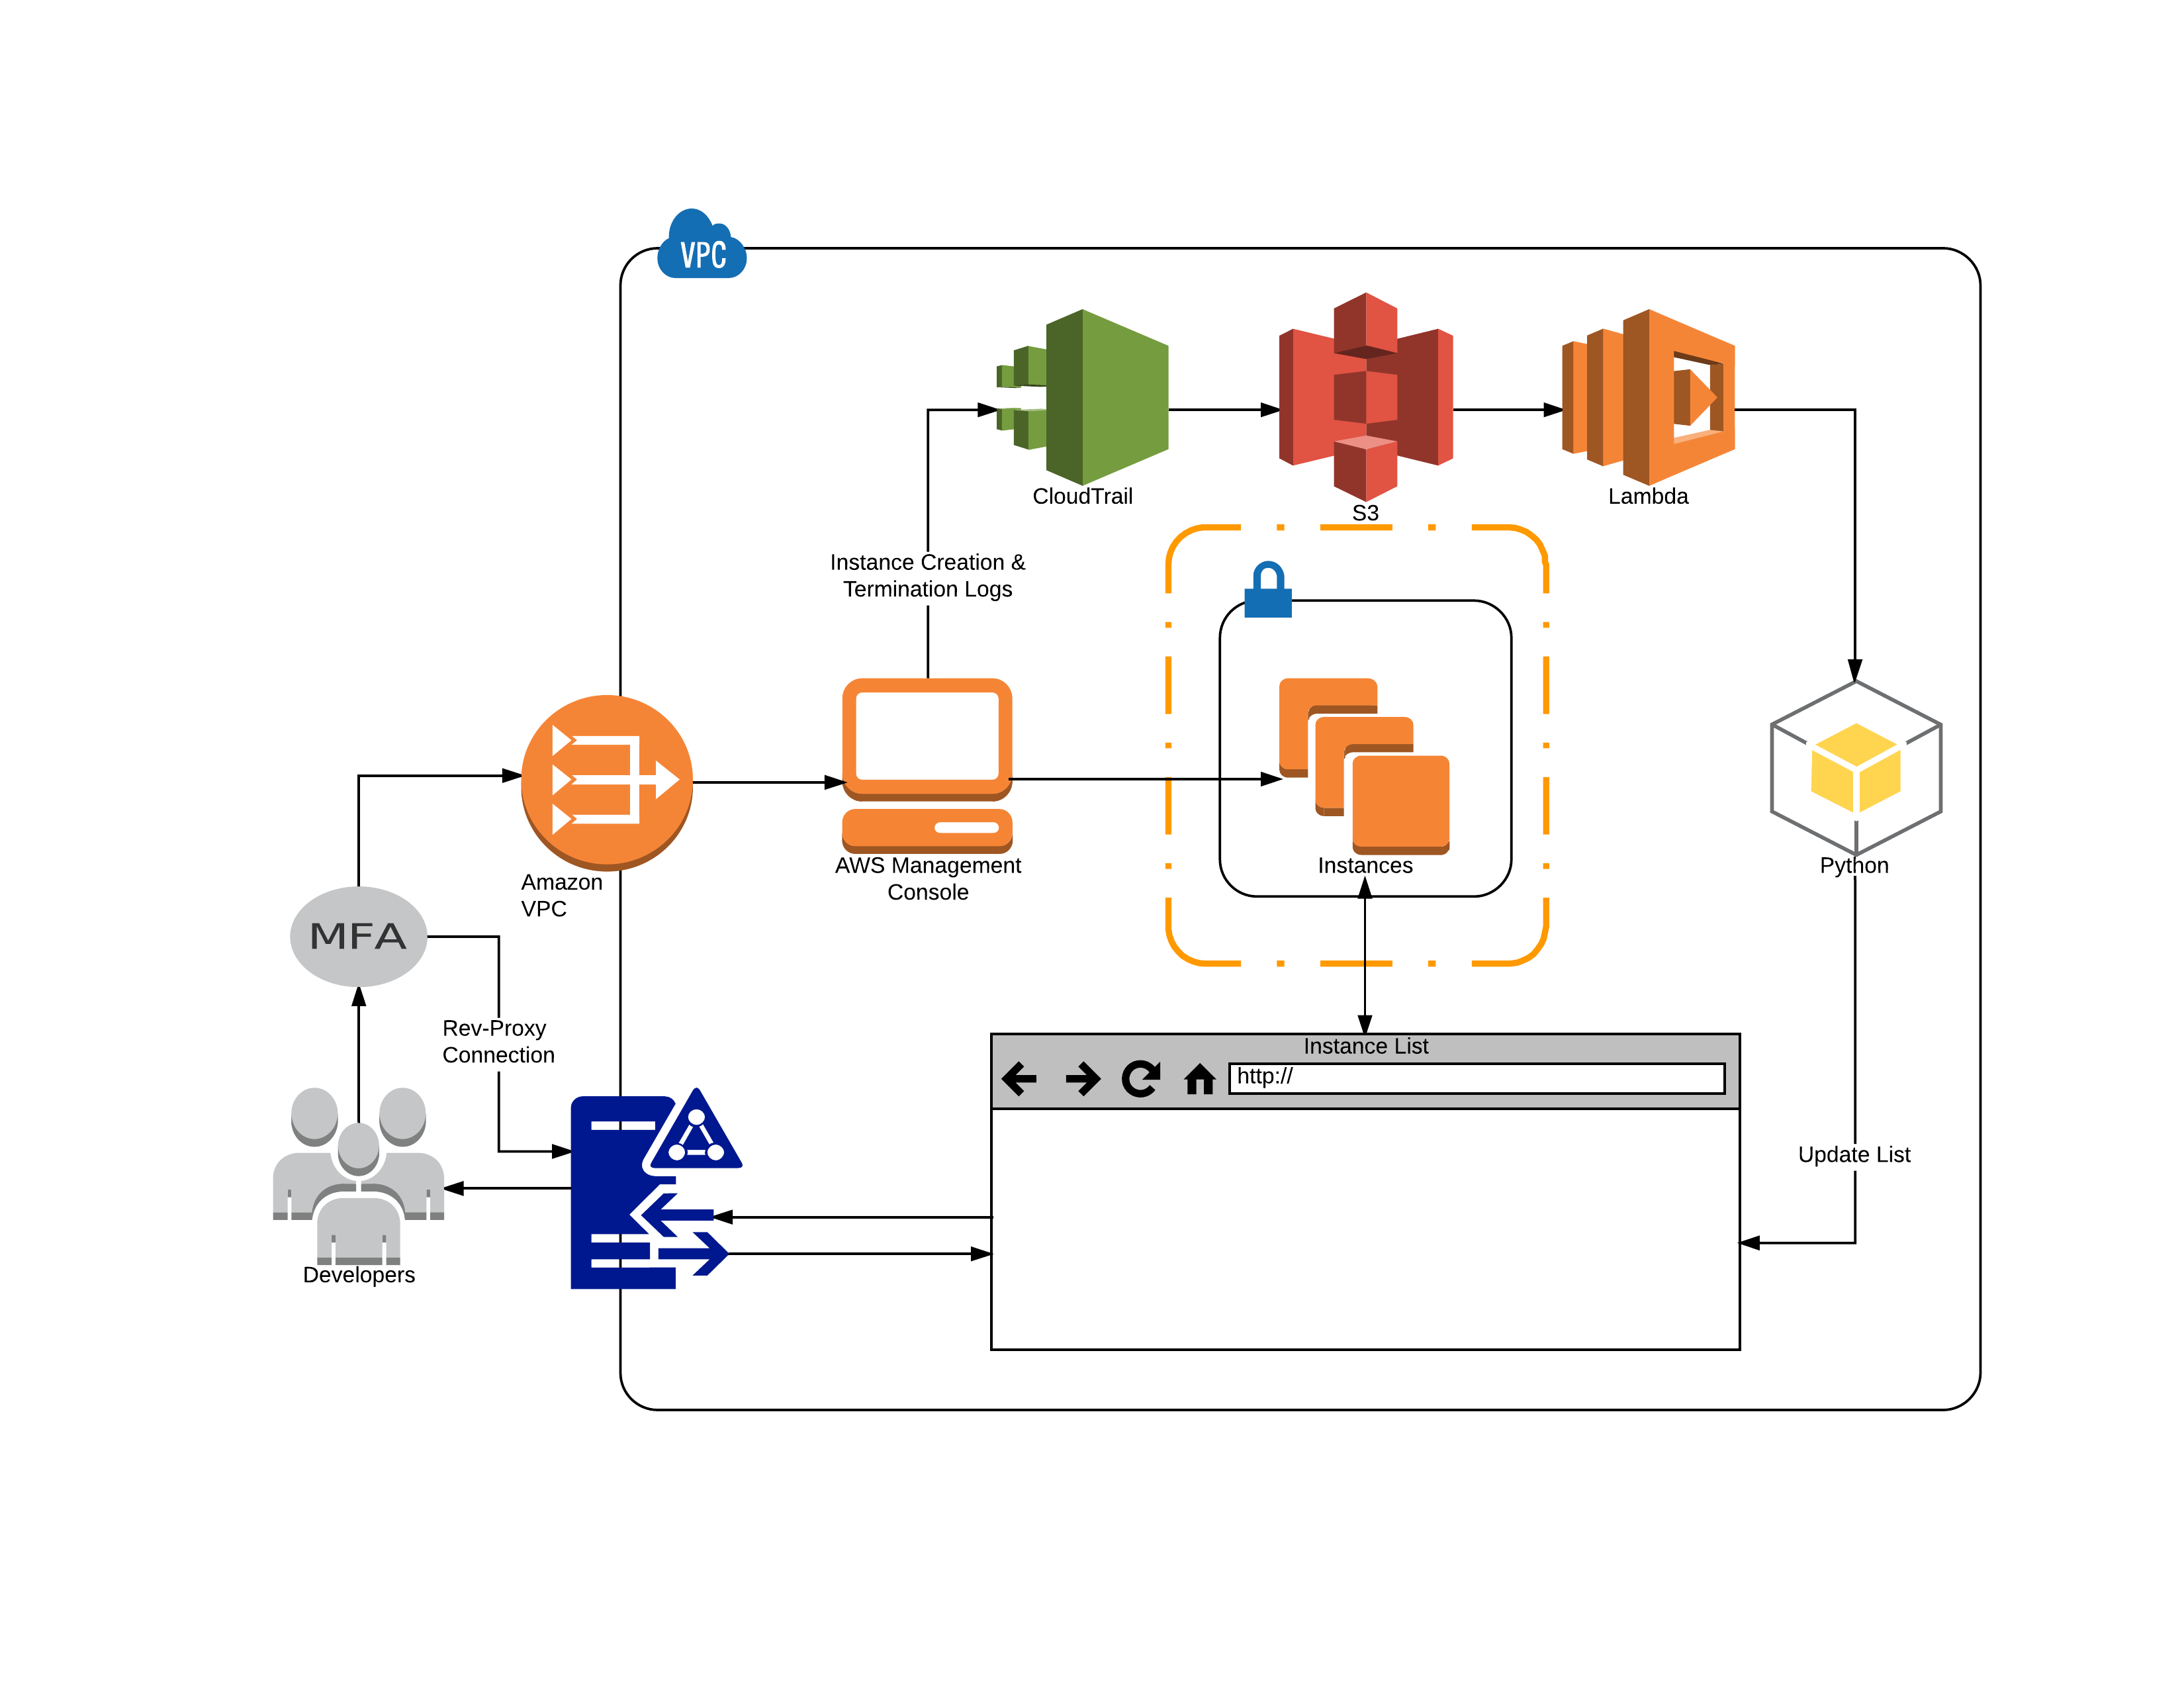 VPC
CloudTrail
S3
Lambda
Instance Creation &
Termination Logs
Amazon
VPC
AWS Management
Console
Instances
Python
MFA
Rev-Proxy
Connection
Instance List
http://
Update List
Developers